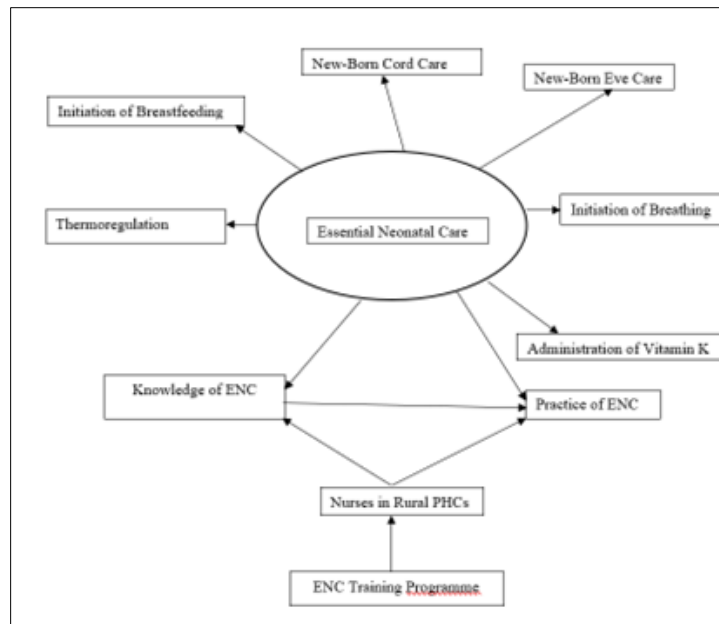 New-Born Cord Care
New-Born Eve Care
Initiation of Breastfeeding
Thermoregulation
Essential Neonatal Care
Initiation of Breathing
Administration of Vitamin K
Knowledge of ENC
Practice of ENC
Nurses in Rural PHCs
ENC Training Programme